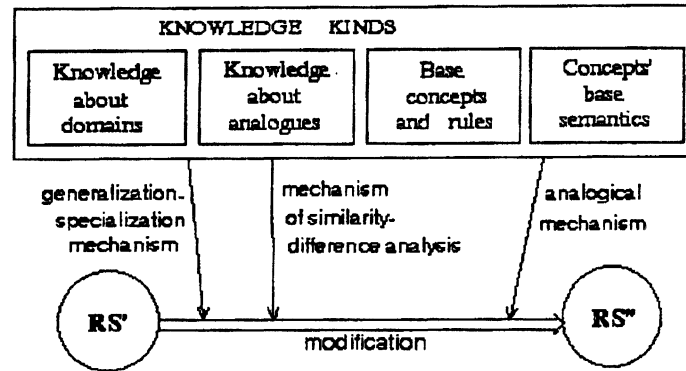 KNOWLEDGE KINDS
Knowledge
about
domains
Knowledge
about
analogues
Base
concepts
and rules
Concepts'
base
semantics
generalization-
specialization
mechanism
mechanism
of similarity-
difference analysis
analogical
mechanism
RS'
RS"
modification